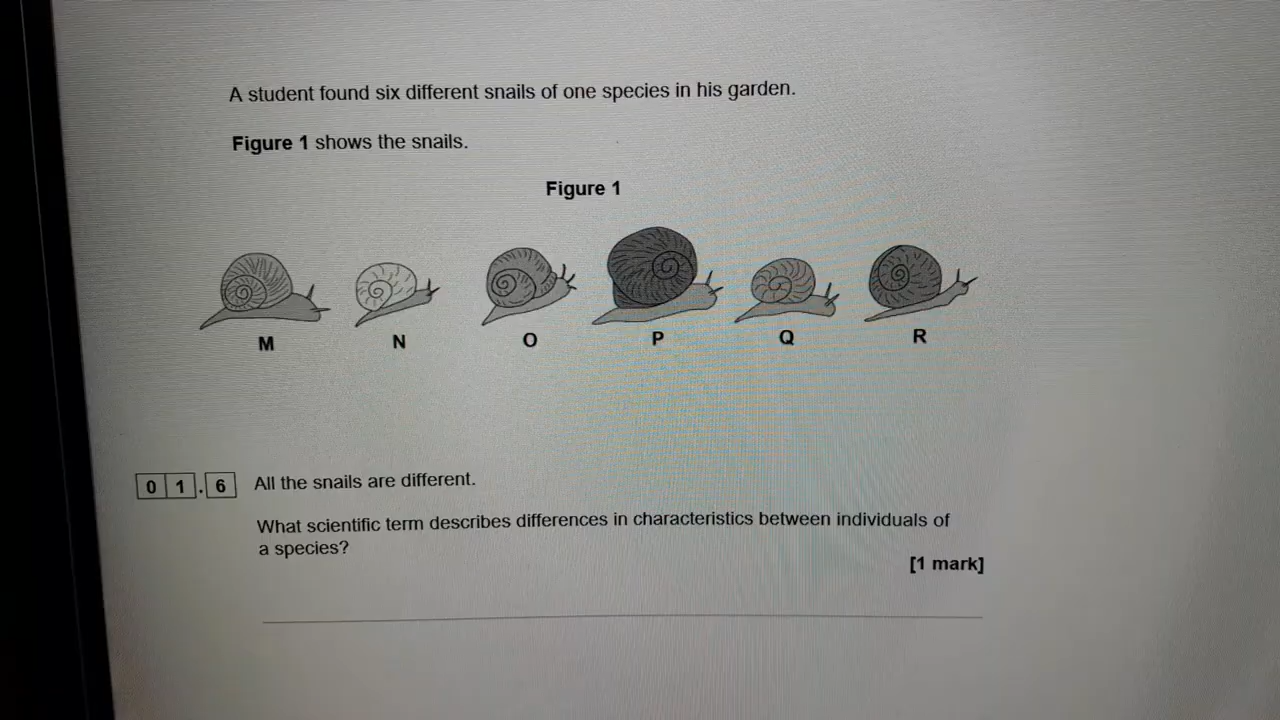 A student found six different snails of one species in his garden.
Figure 1 shows the snails.
Figure 1
M N O P Q R
0 1 . 6 All the snails are different.
What scientific term describes differences in characteristics between individuals of
a species?
[1 mark]